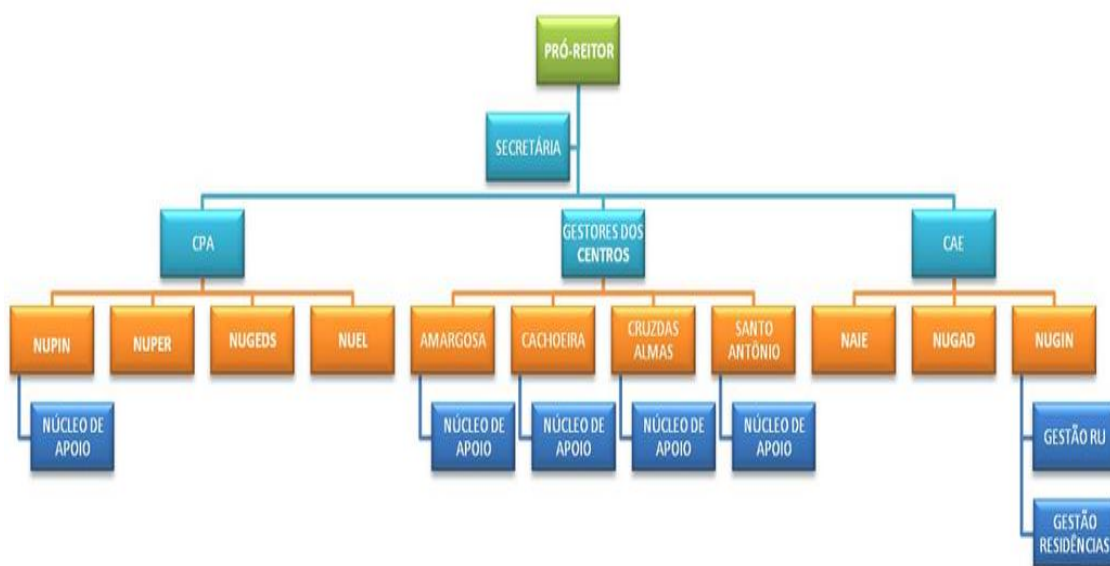 PRÓ-REITOR
SECRETÁRIA
CPA
GESTORES DOS
CENTROS
CAE
NUPIN
NUPER
NUGEDS
NUEL
AMARGOSA
CACHOEIRA
CRUZDAS
ALMAS
SANTO
ANTÔNIO
NAIE
NUGAD
NUGIN
NÚCLEO DE
APOIO
NÚCLEO DE
APOIO
NÚCLEO DE
APOIO
NÚCLEO DE
APOIO
NÚCLEO DE
APOIO
GESTÃO RU
GESTÃO
RESIDÊNCIAS